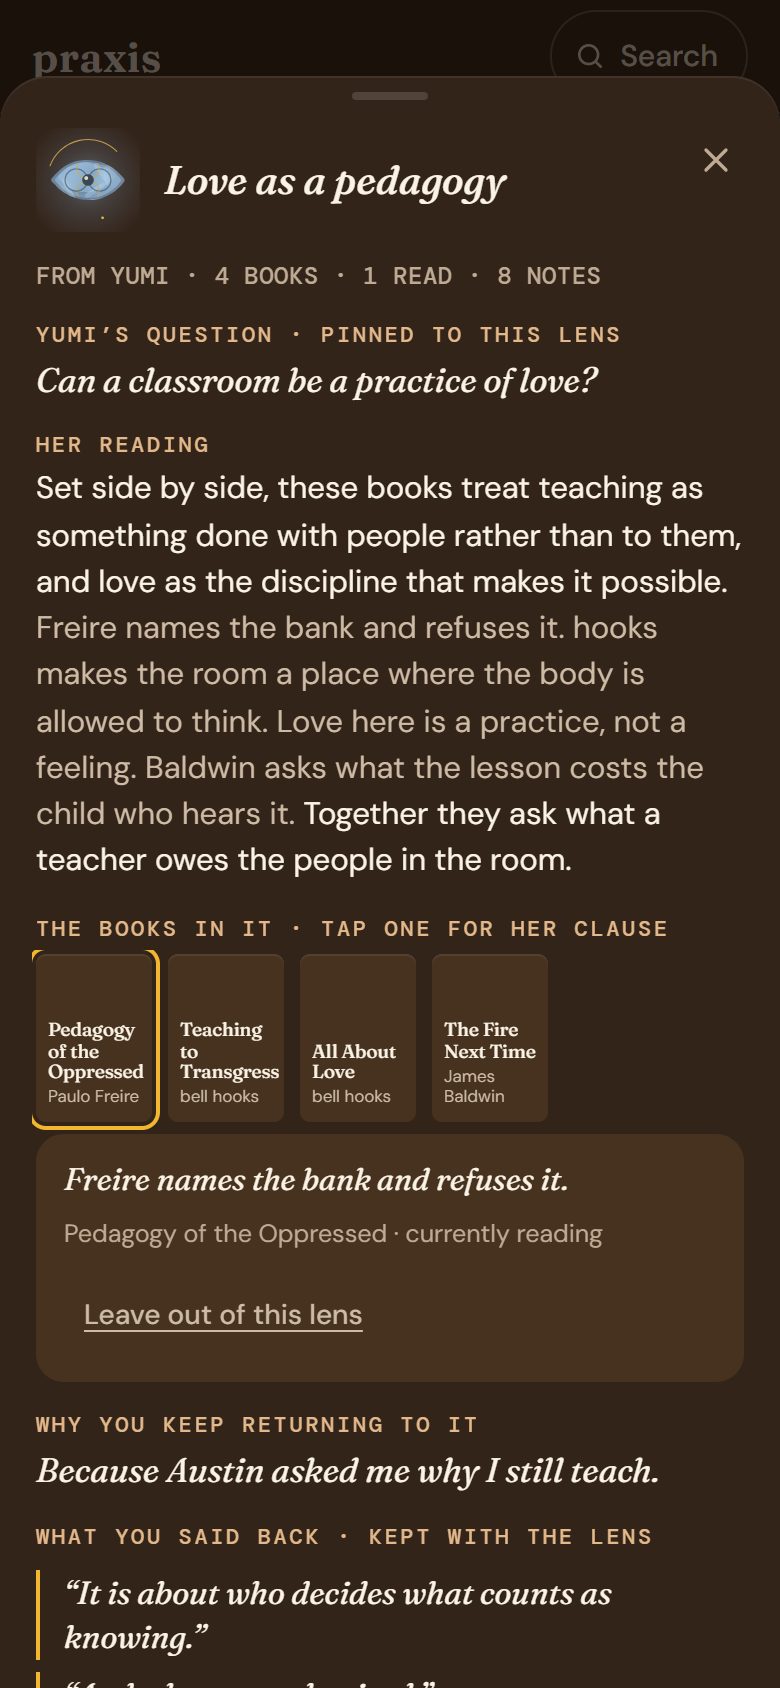 praxis
Search
Love as a pedagogy
FROM YUMI · 4 BOOKS · 1 READ · 8 NOTES
YUMI’S QUESTION · PINNED TO THIS LENS
Can a classroom be a practice of love?
HER READING
Set side by side, these books treat teaching as
something done with people rather than to them,
and love as the discipline that makes it possible.
Freire names the bank and refuses it. hooks
makes the room a place where the body is
allowed to think. Love here is a practice, not a
feeling. Baldwin asks what the lesson costs the
child who hears it. Together they ask what a
teacher owes the people in the room.
THE BOOKS IN IT · TAP ONE FOR HER CLAUSE
Pedagogy
of the
Oppressed
Paulo Freire
Teaching
to
Transgress
bell hooks
All About
Love
bell hooks
The Fire
Next Time
James
Baldwin
Freire names the bank and refuses it.
Pedagogy of the Oppressed · currently reading
Leave out of this lens
WHY YOU KEEP RETURNING TO IT
Because Austin asked me why I still teach.
WHAT YOU SAID BACK · KEPT WITH THE LENS
“It is about who decides what counts as
knowing.”